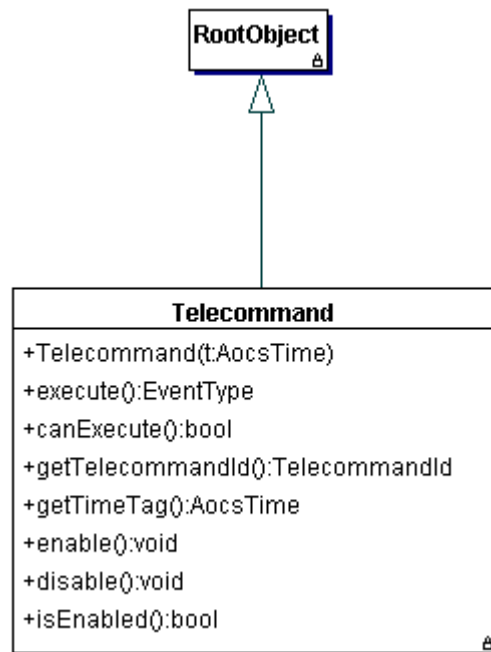 RootObject
Telecommand
+Telecommand(t:AocsTime)
+execute():EventType
+canExecute():bool
+getTelecommandId():TelecommandId
+getTimeTag():AocsTime
+enable():void
+disable():void
+isEnabled():bool